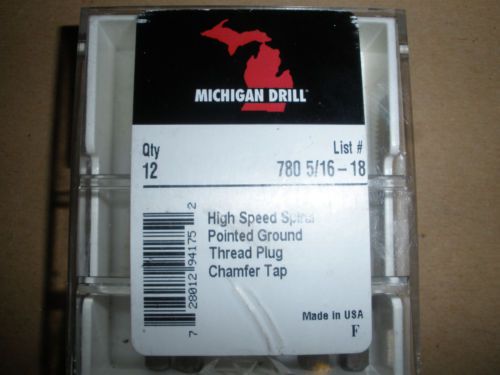 MICHIGAN DRILL
Qty
12
List #
780 5/16 – 18
High Speed Spiral
Pointed Ground
Thread Plug
Chamfer Tap
7 28012 94175 2
Made in USA
F